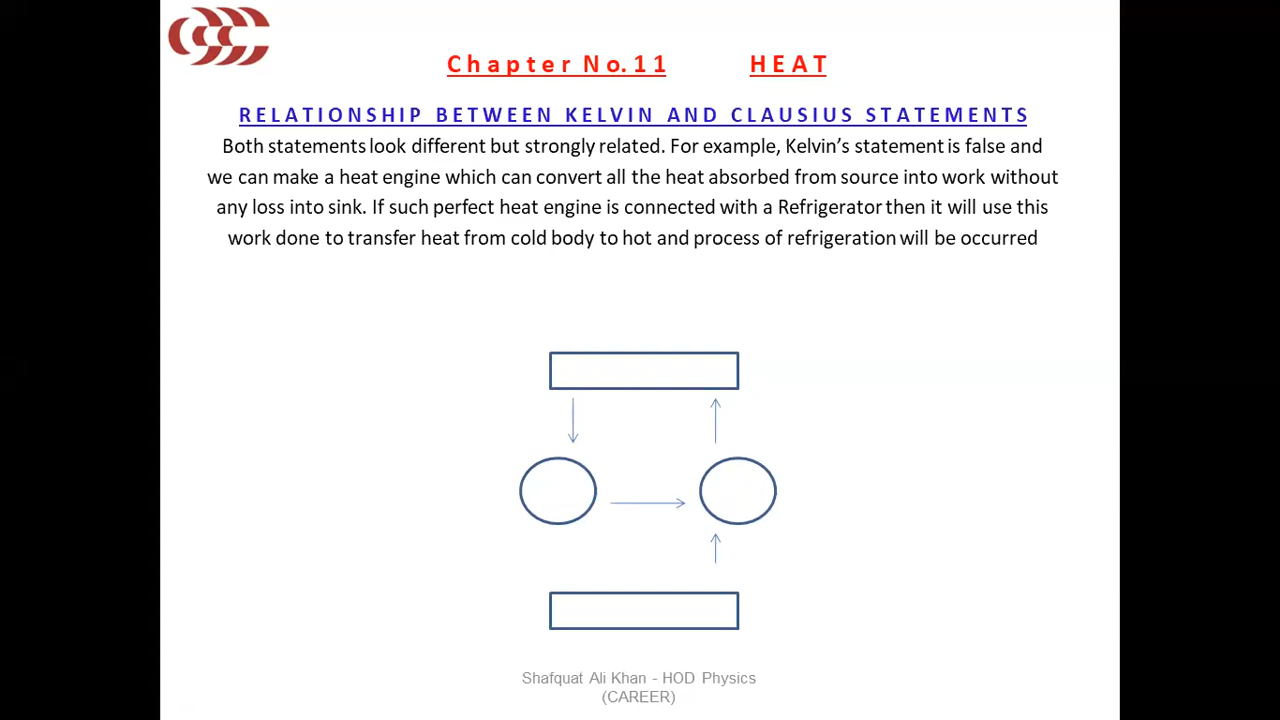 Chapter No.11 HEAT
RELATIONSHIP BETWEEN KELVIN AND CLAUSIUS STATEMENTS
Both statements look different but strongly related. For example, Kelvin’s statement is false and
we can make a heat engine which can convert all the heat absorbed from source into work without
any loss into sink. If such perfect heat engine is connected with a Refrigerator then it will use this
work done to transfer heat from cold body to hot and process of refrigeration will be occurred
Shafquat Ali Khan - HOD Physics
(CAREER)